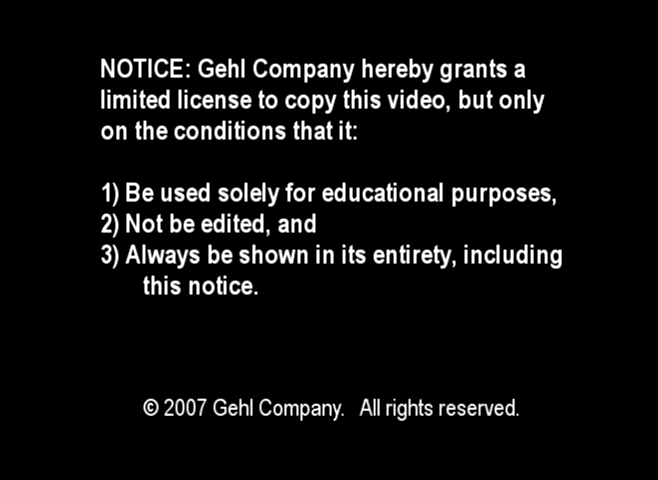 NOTICE: Gehl Company hereby grants a
limited license to copy this video, but only
on the conditions that it:
1) Be used solely for educational purposes,
2) Not be edited, and
3) Always be shown in its entirety, including
this notice.
© 2007 Gehl Company. All rights reserved.